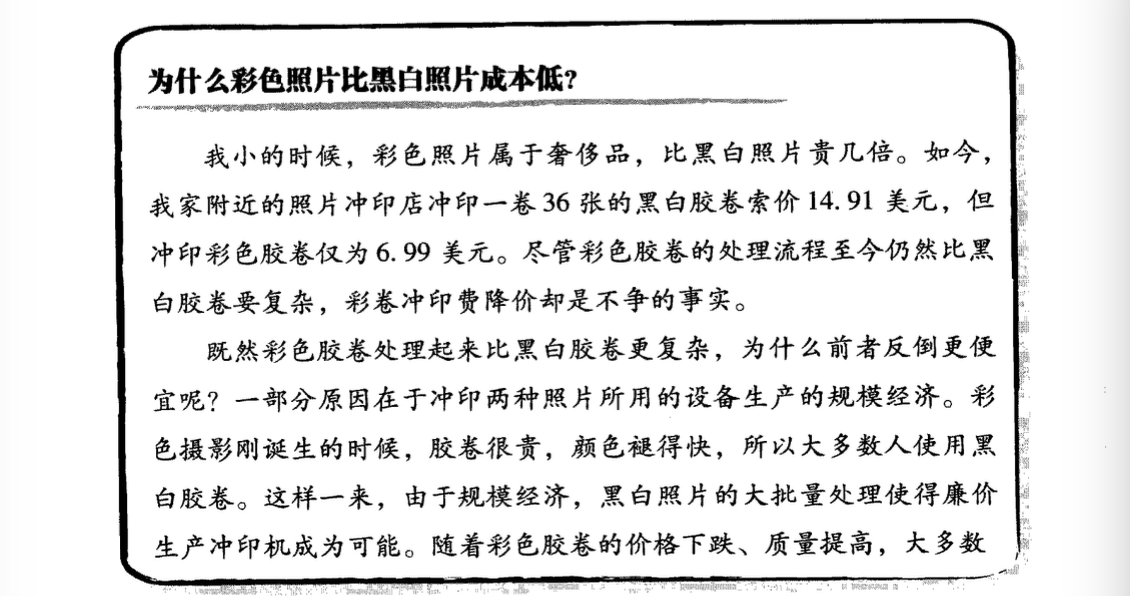 为什么彩色照片比黑白照片成本低？
我小的时候，彩色照片属于奢侈品，比黑白照片贵几倍。如今，
我家附近的照片冲印店冲印一卷36张的黑白胶卷索价14.91美元，但
冲印彩色胶卷仅为6.99美元。尽管彩色胶卷的处理流程至今仍然比黑
白胶卷要复杂，彩卷冲印费降价却是不争的事实。
既然彩色胶卷处理起来比黑白胶卷更复杂，为什么前者反倒更便
宜呢？一部分原因在于冲印两种照片所用的设备生产的规模经济。彩
色摄影刚诞生的时候，胶卷很贵，颜色褪得快，所以大多数人使用黑
白胶卷。这样一来，由于规模经济，黑白照片的大批量处理使得廉价
生产冲印机成为可能。随着彩色胶卷的价格下跌、质量提高，大多数